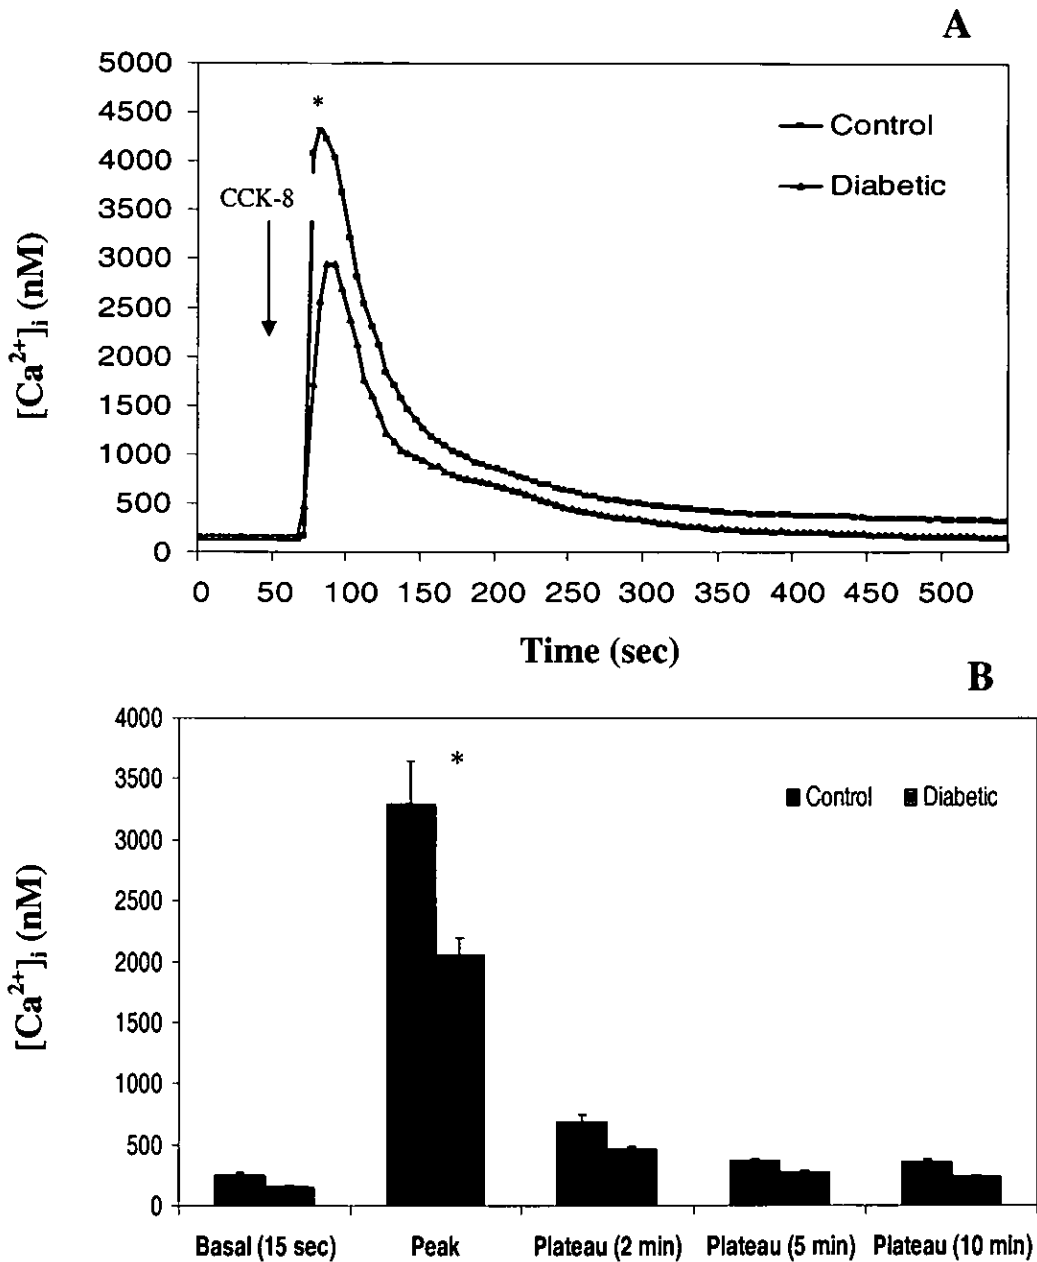 A
5000
4500
4000
3500
3000
2500
2000
1500
1000
500
0
*
CCK-8
Control
Diabetic
[Ca²⁺]ᵢ (nM)
0 50 100 150 200 250 300 350 400 450 500
Time (sec)
B
4000
3500
3000
2500
2000
1500
1000
500
0
*
Control Diabetic
[Ca²⁺]ᵢ (nM)
Basal (15 sec) Peak Plateau (2 min) Plateau (5 min) Plateau (10 min)